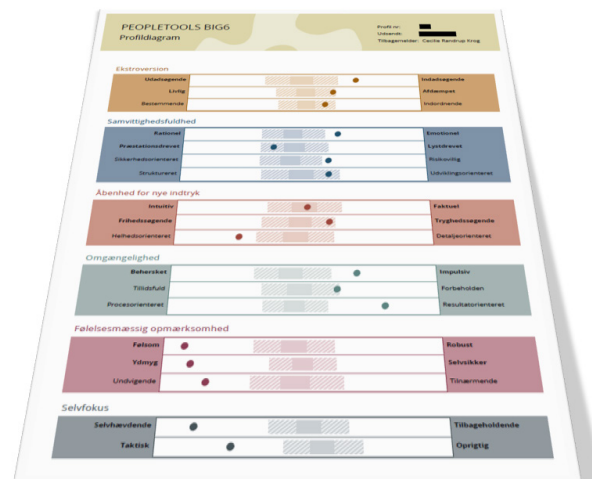 PEOPLETOOLS BIG6
Profildiagram
Profil nr.
Udsendt:
Tilbagemelder: Cecilie Rendrup Krog
Ekstroversion
Udadsøgende Indadsøgende
Livlig Afdæmpet
Bestemmende Indordnende
Samvittighedsfuldhed
Rationel Emotionel
Præstationsdrevet Lystdrevet
Sikkerhedsorienteret Risikovillig
Struktureret Udviklingsorienteret
Åbenhed for nye indtryk
Intuitiv Faktuel
Frihedssøgende Tryghedssøgende
Helhedsorienteret Detaljeorienteret
Omgængelighed
Behersket Impulsiv
Tillidsfuld Forbeholden
Procesorienteret Resultatorienteret
Følelsesmæssig opmærksomhed
Følsom Robust
Ydmyg Selvsikker
Undvigende Tilnærmende
Selvfokus
Selvhævdende Tilbageholdende
Taktisk Oprigtig